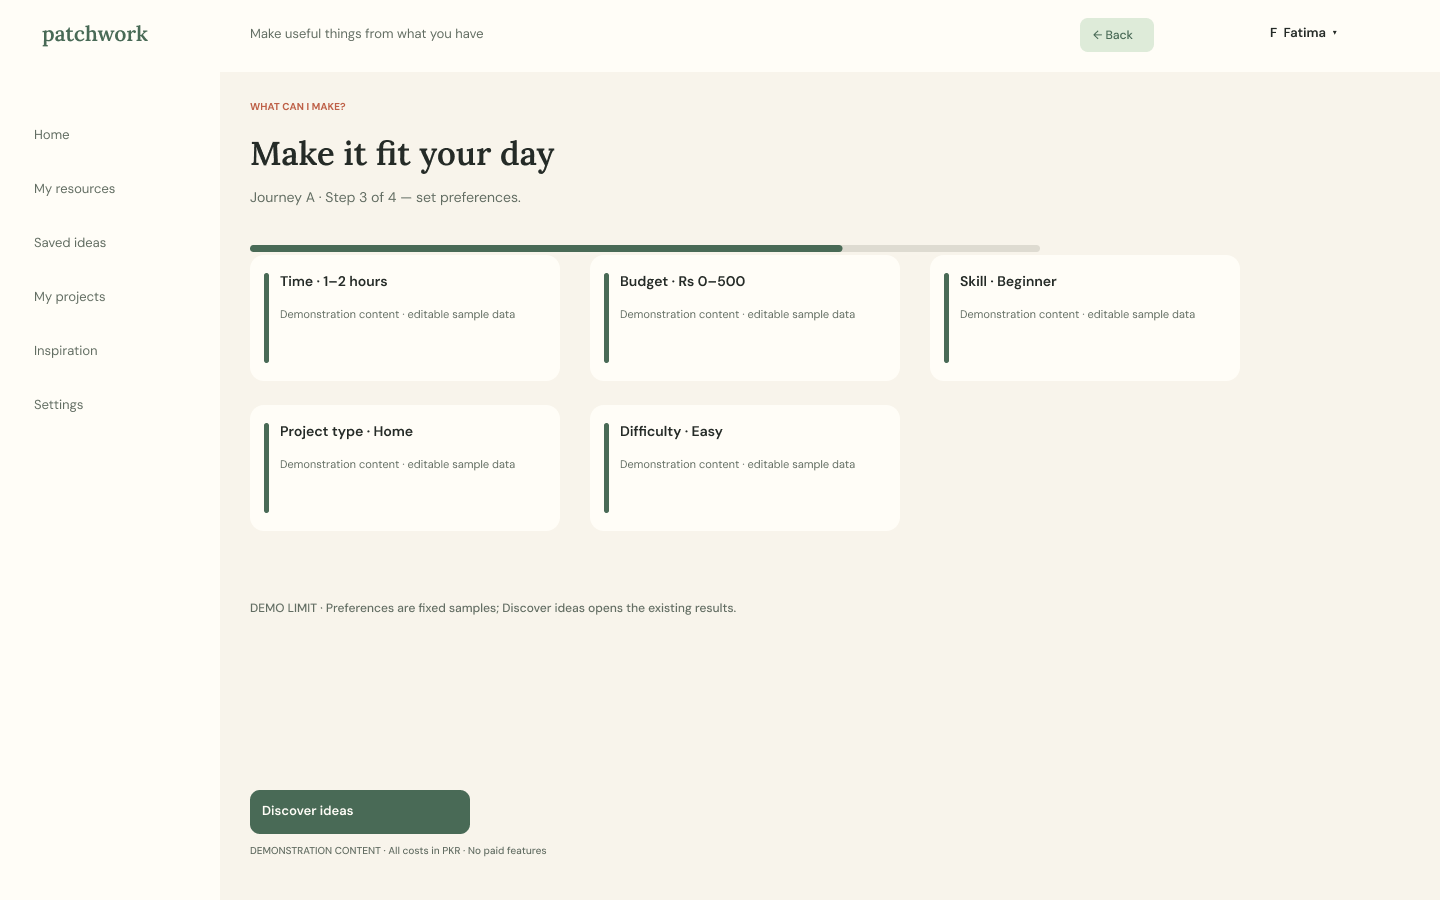 patchwork
Make useful things from what you have
← Back
F Fatima ▾
Home
My resources
Saved ideas
My projects
Inspiration
Settings
WHAT CAN I MAKE?
Make it fit your day
Journey A · Step 3 of 4 — set preferences.
Time · 1–2 hours
Demonstration content · editable sample data
Budget · Rs 0–500
Demonstration content · editable sample data
Skill · Beginner
Demonstration content · editable sample data
Project type · Home
Demonstration content · editable sample data
Difficulty · Easy
Demonstration content · editable sample data
DEMO LIMIT · Preferences are fixed samples; Discover ideas opens the existing results.
Discover ideas
DEMONSTRATION CONTENT · All costs in PKR · No paid features